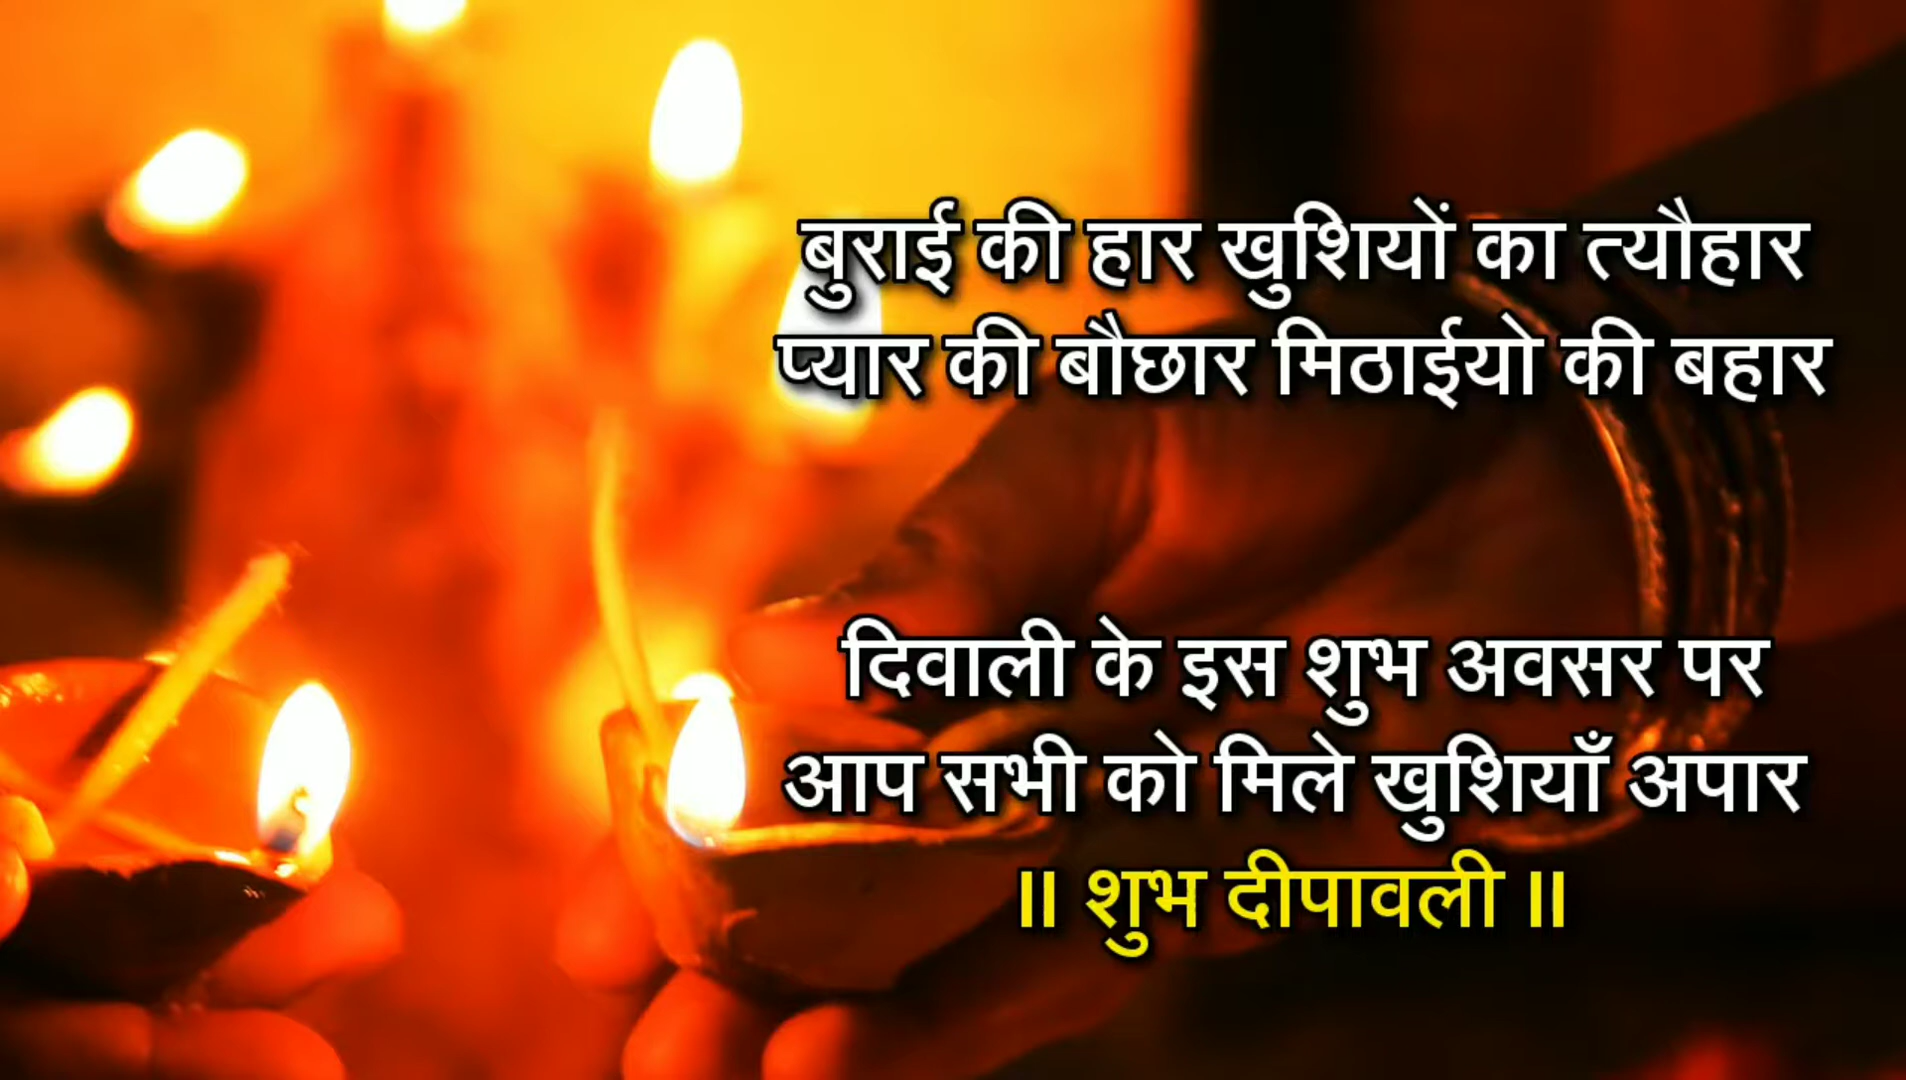 बुराई की हार खुशियों का त्यौहार
प्यार की बौछार मिठाईयो की बहार
दिवाली के इस शुभ अवसर पर
आप सभी को मिले खुशियाँ अपार
॥ शुभ दीपावली ॥